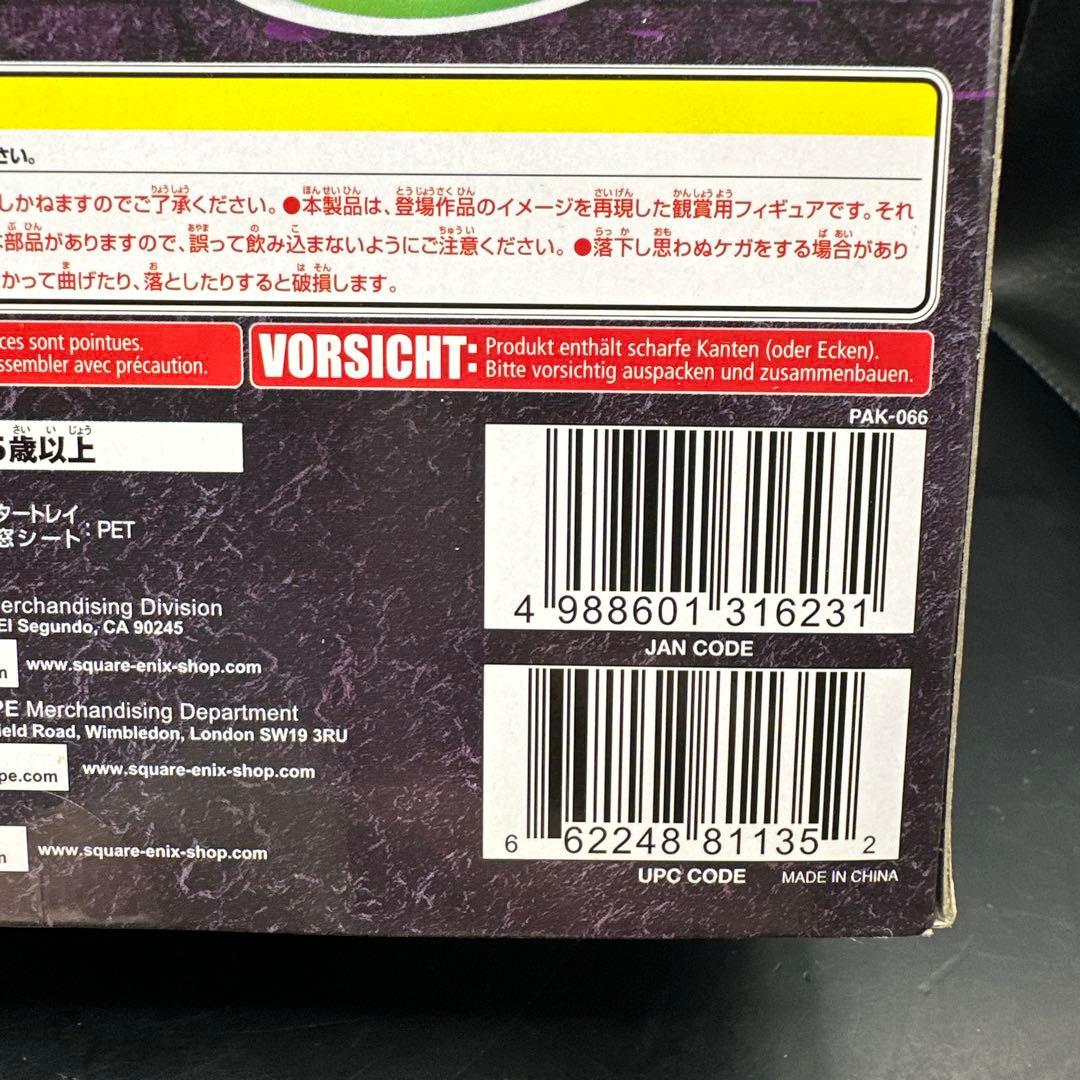 さい。
しかねますのでご了承ください。●本製品は、登場作品のイメージを再現した観賞用フィギュアです。それ
部品がありますので、誤って飲み込まないようにご注意ください。●落下し思わぬケガをする場合があり
かって曲げたり、落としたりすると破損します。
ces sont pointues.
ssembler avec précaution.
VORSICHT: Produkt enthält scharfe Kanten (oder Ecken).
Bitte vorsichtig auspacken und zusammenbauen.
PAK-066
5歳以上
タートレイ
窓シート : PET
4 988601 316231
JAN CODE
erchandising Division
El Segundo, CA 90245
n www.square-enix-shop.com
PE Merchandising Department
ield Road, Wimbledon, London SW19 3RU
pe.com www.square-enix-shop.com
n www.square-enix-shop.com
6 62248 81135 2
UPC CODE MADE IN CHINA